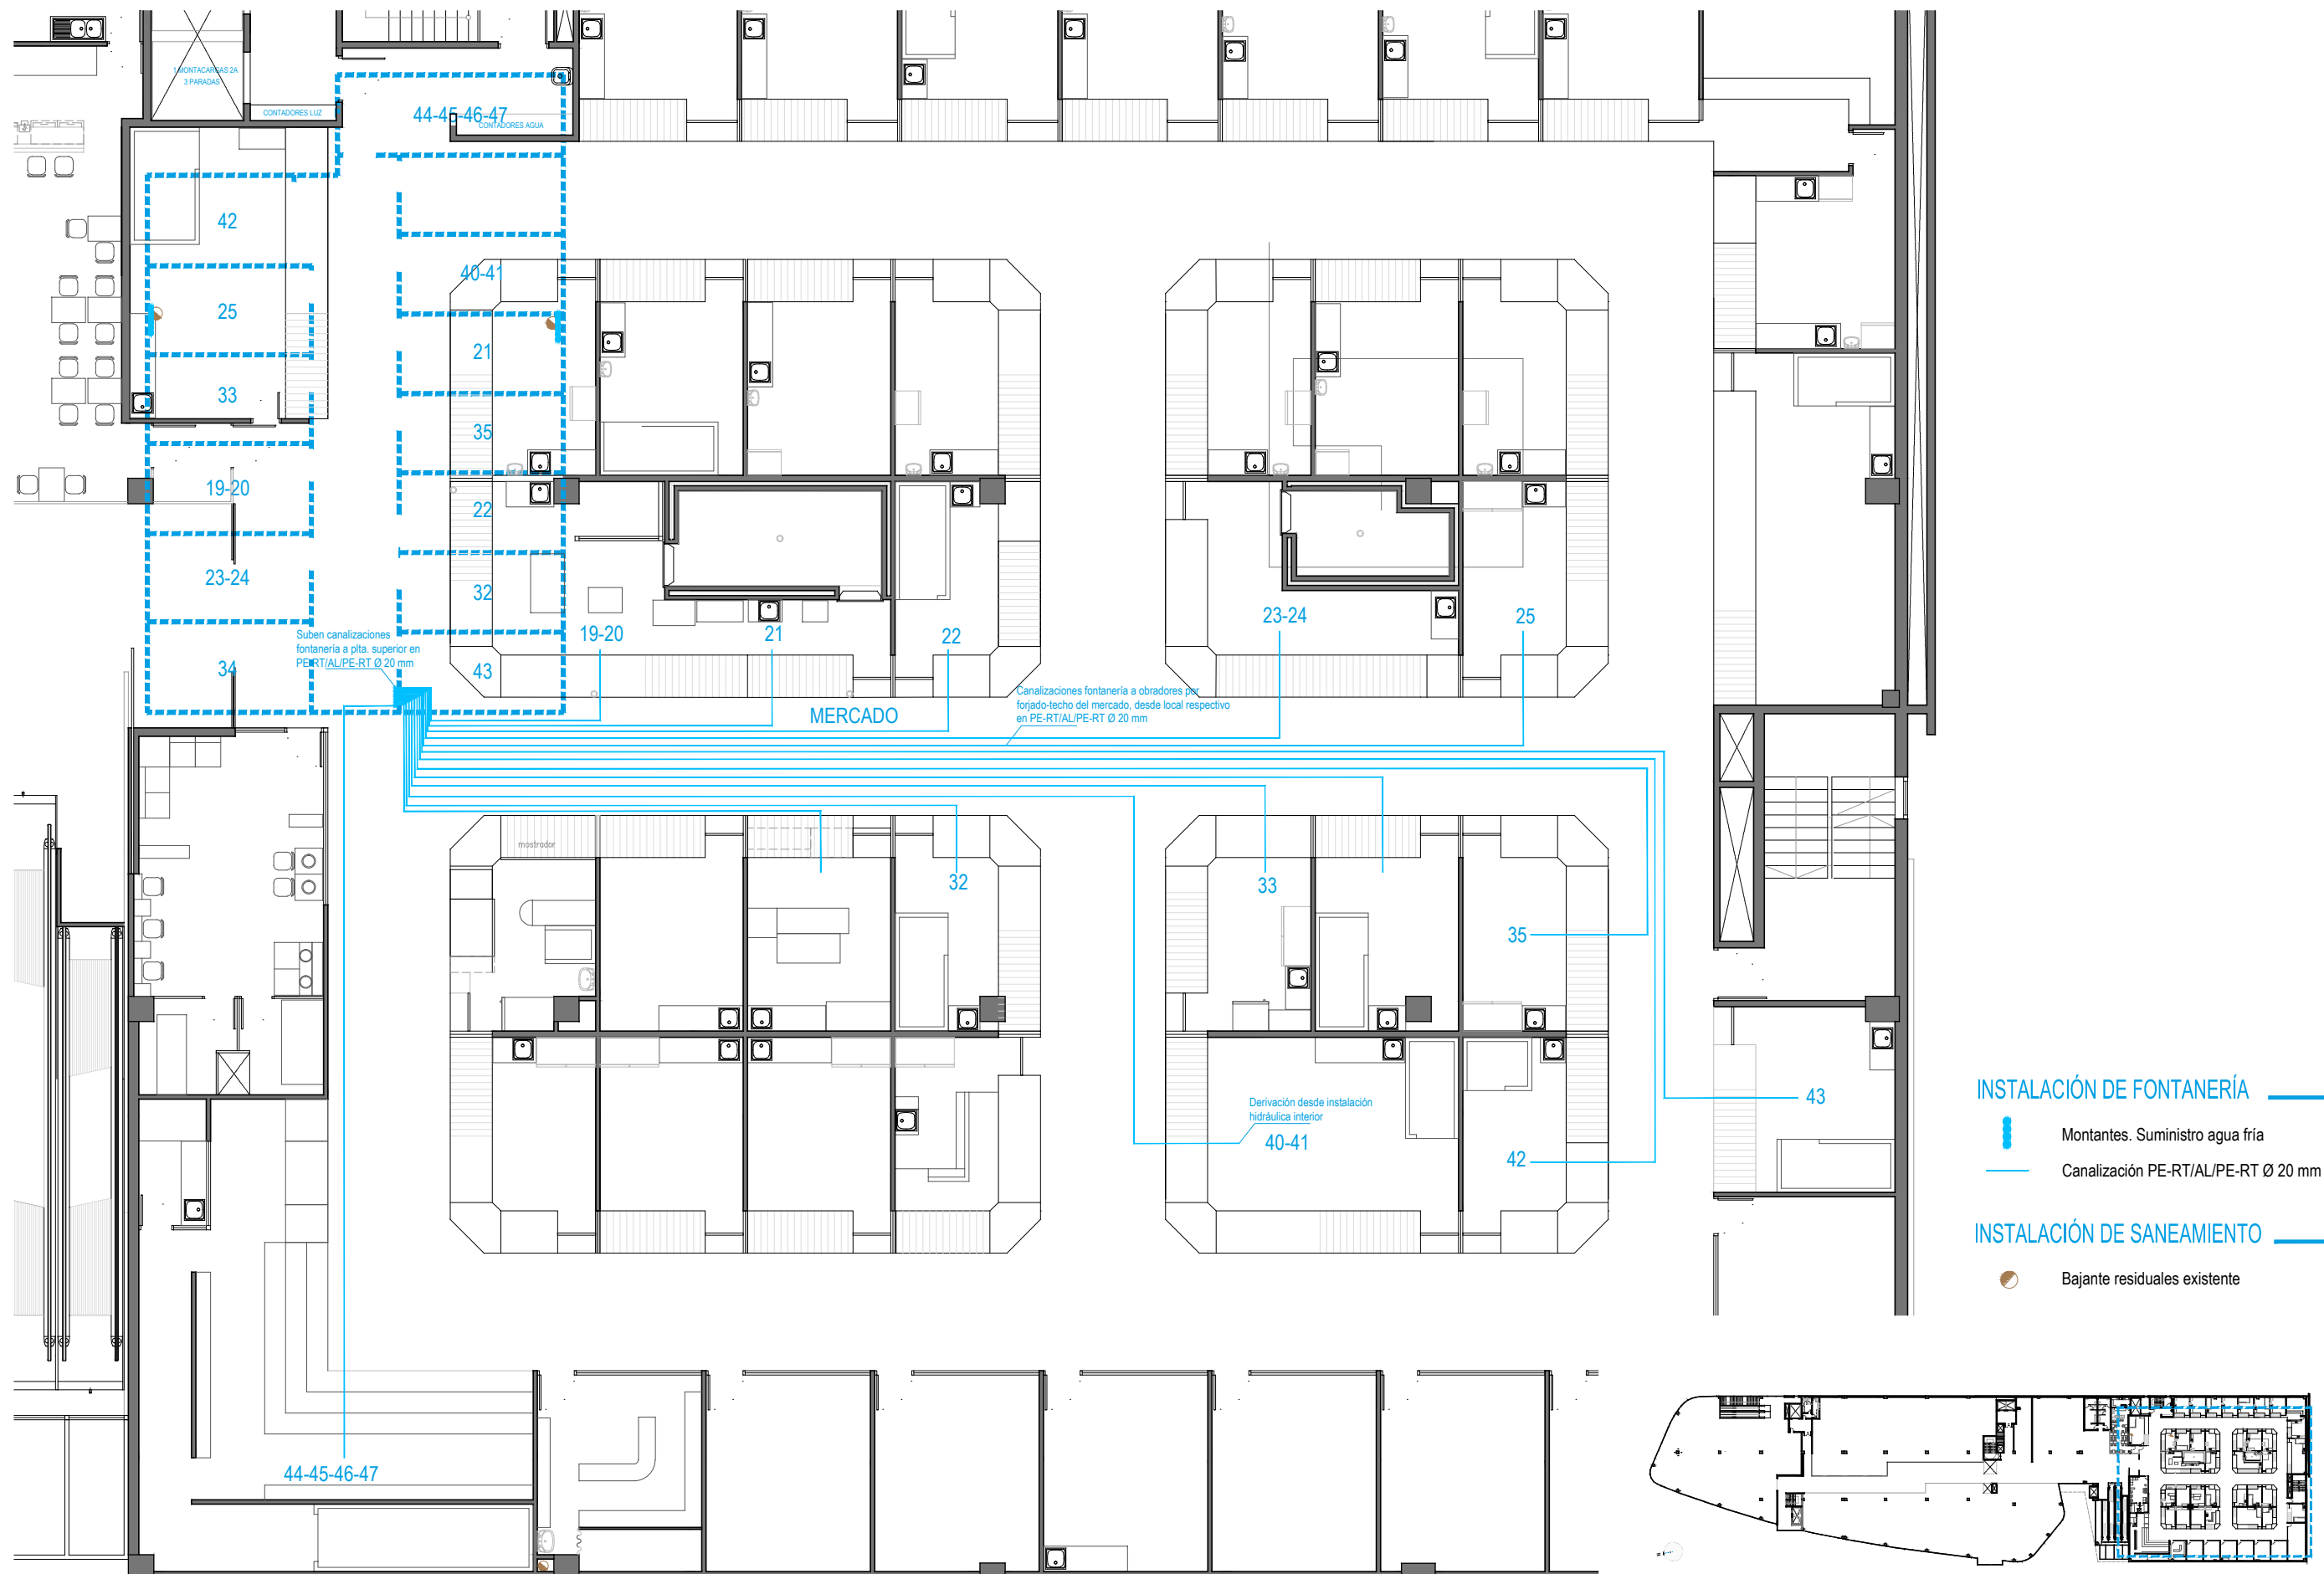 1 MONTACARGAS 2A
3 PARADAS
CONTADORES LUZ
44-45-46-47
CONTADORES AGUA
42
40-41
25
21
33
35
19-20
22
23-24
32
34
43
Suben canalizaciones
fontanería a plta. superior en
PE-RT/AL/PE-RT Ø 20 mm
19-20
21
22
23-24
25
MERCADO
Canalizaciones fontanería a obradores por
forjado-techo del mercado, desde local respectivo
en PE-RT/AL/PE-RT Ø 20 mm
mostrador
32
33
35
Derivación desde instalación
hidráulica interior
40-41
42
43
44-45-46-47
INSTALACIÓN DE FONTANERÍA
Montantes. Suministro agua fría
Canalización PE-RT/AL/PE-RT Ø 20 mm
INSTALACIÓN DE SANEAMIENTO
Bajante residuales existente